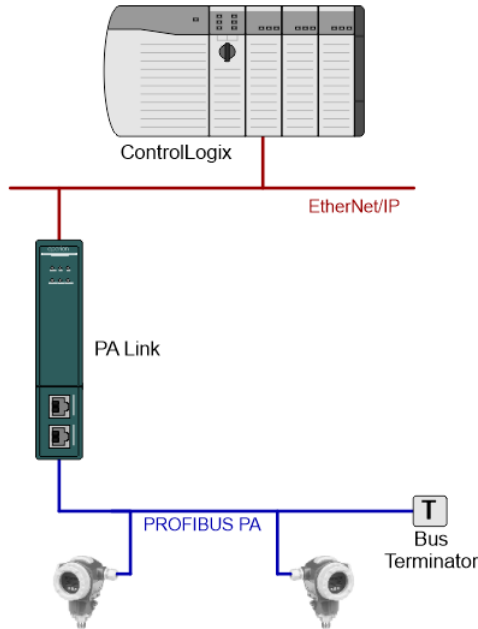 ControlLogix
EtherNet/IP
PA Link
PROFIBUS PA
T
Bus
Terminator